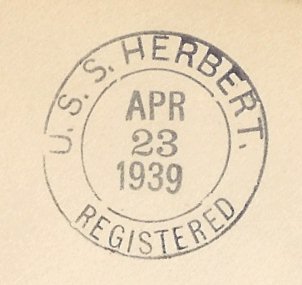 U. S. S. HERBERT.
APR
23
1939
REGISTERED